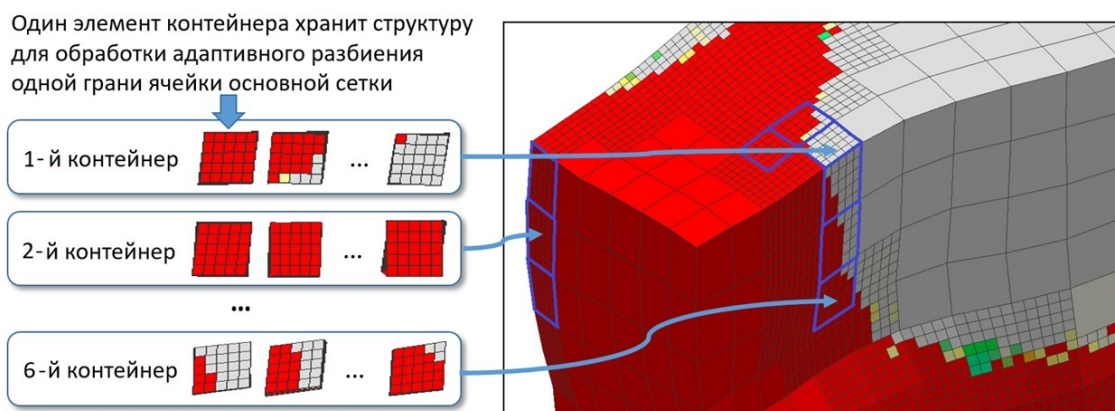 Один элемент контейнера хранит структуру
для обработки адаптивного разбиения
одной грани ячейки основной сетки
1-й контейнер ...
2-й контейнер ...
...
6-й контейнер ...